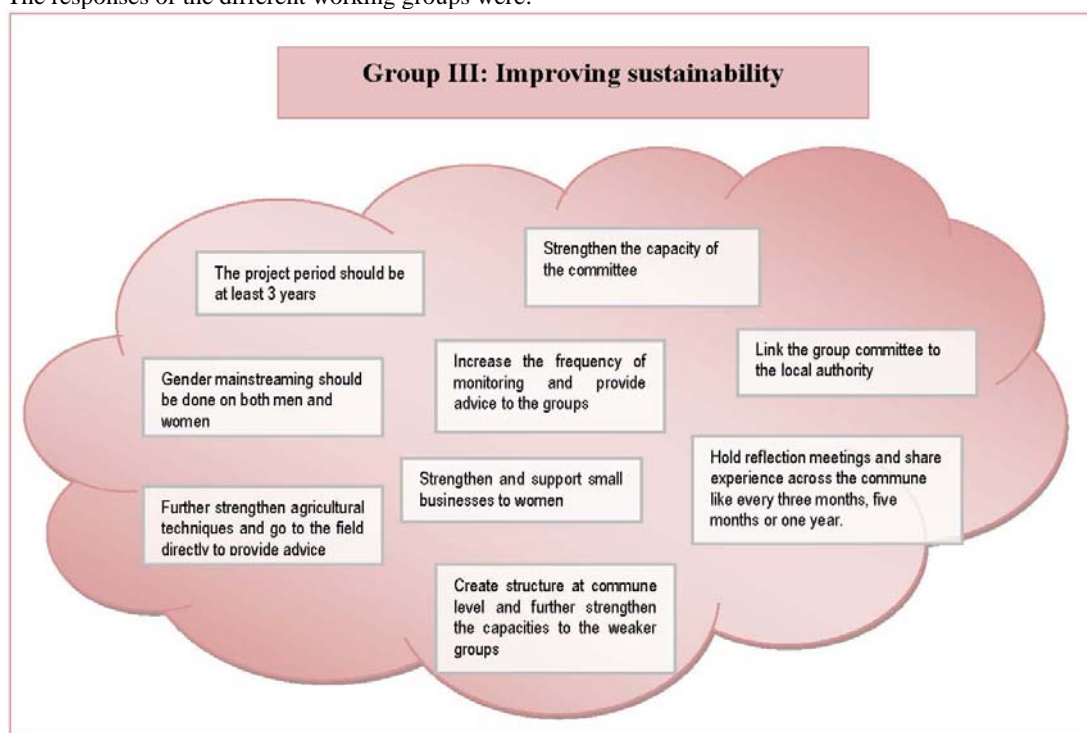 The responses of the different working groups were:
Group III: Improving sustainability
Strengthen the capacity of
the committee
The project period should be
at least 3 years
Link the group committee to
the local authority
Increase the frequency of
monitoring and provide
advice to the groups
Gender mainstreaming should
be done on both men and
women
Hold reflection meetings and share
experience across the commune
like every three months, five
months or one year.
Strengthen and support small
businesses to women
Further strengthen agricultural
techniques and go to the field
directly to provide advice
Create structure at commune
level and further strengthen
the capacities to the weaker
groups